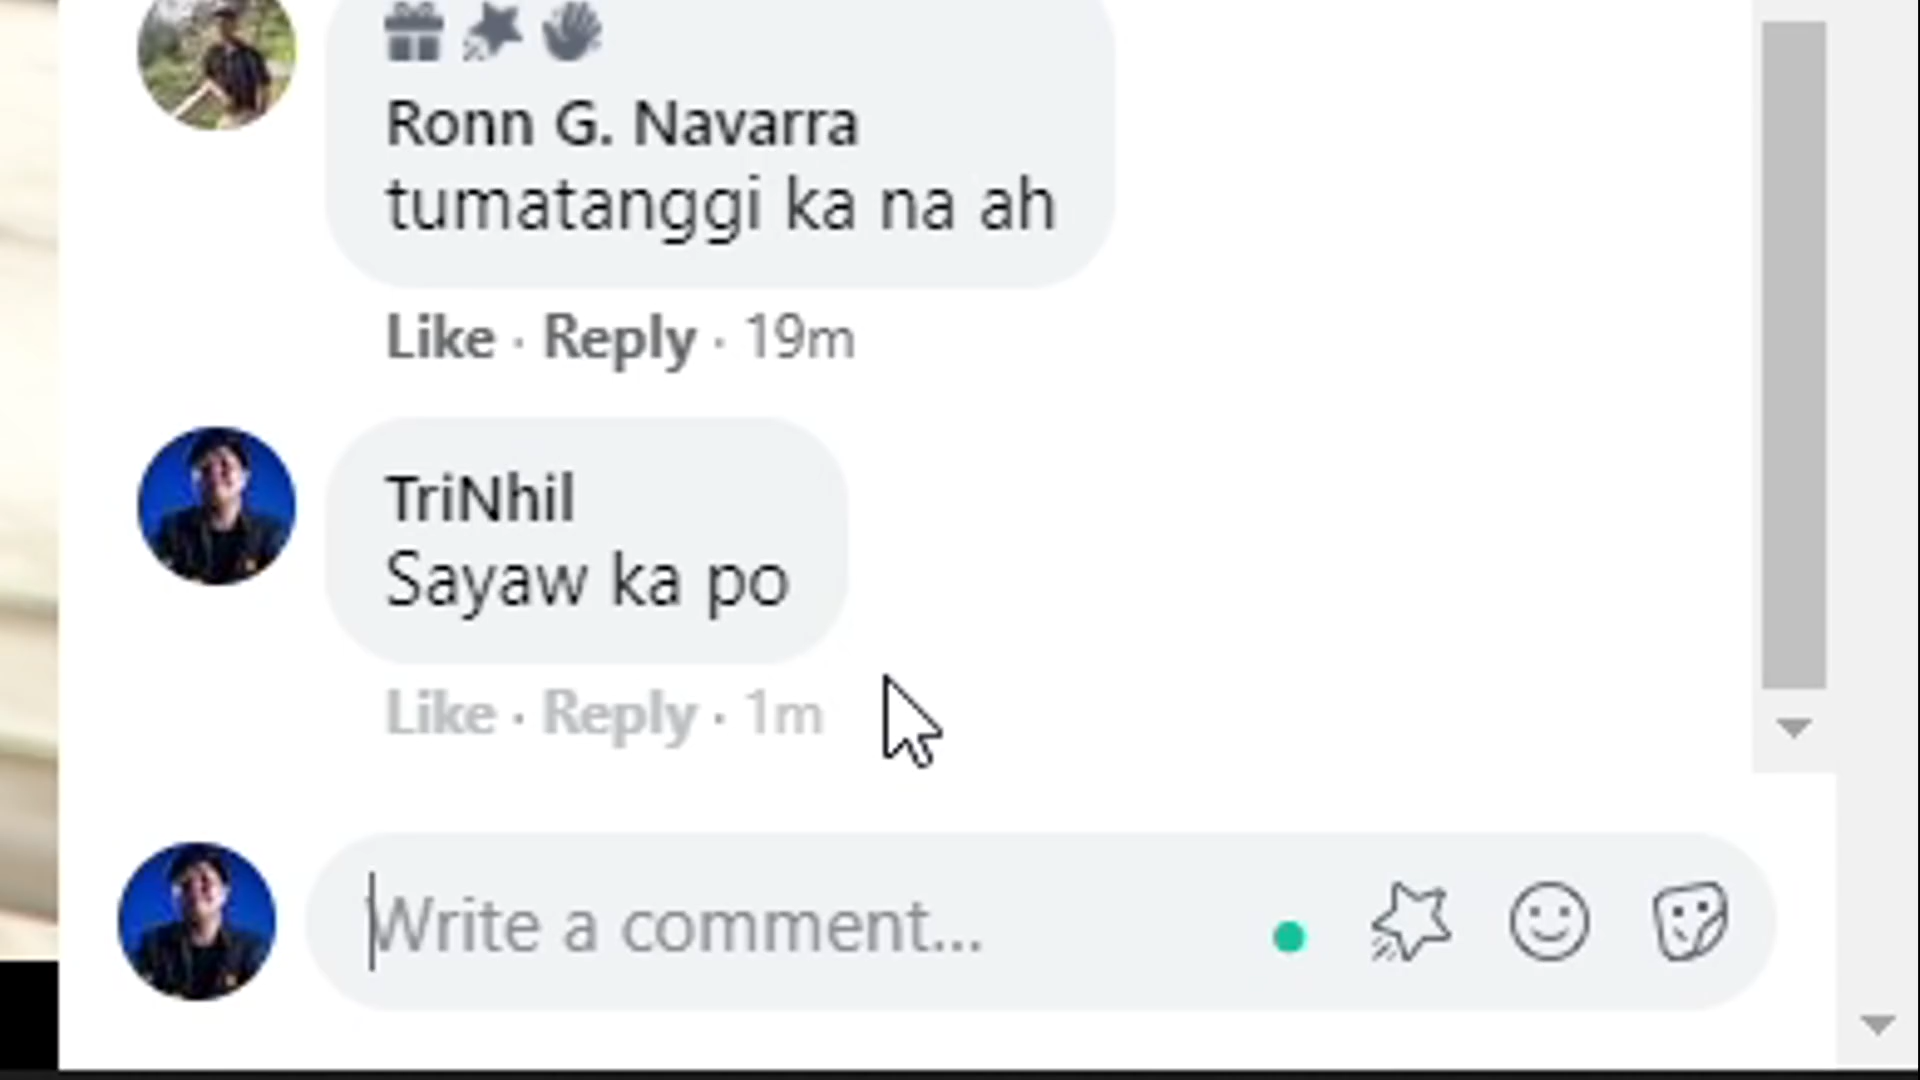 Ronn G. Navarra
tumatanggi ka na ah
Like · Reply · 19m
TriNhil
Sayaw ka po
Like · Reply · 1m
Write a comment...